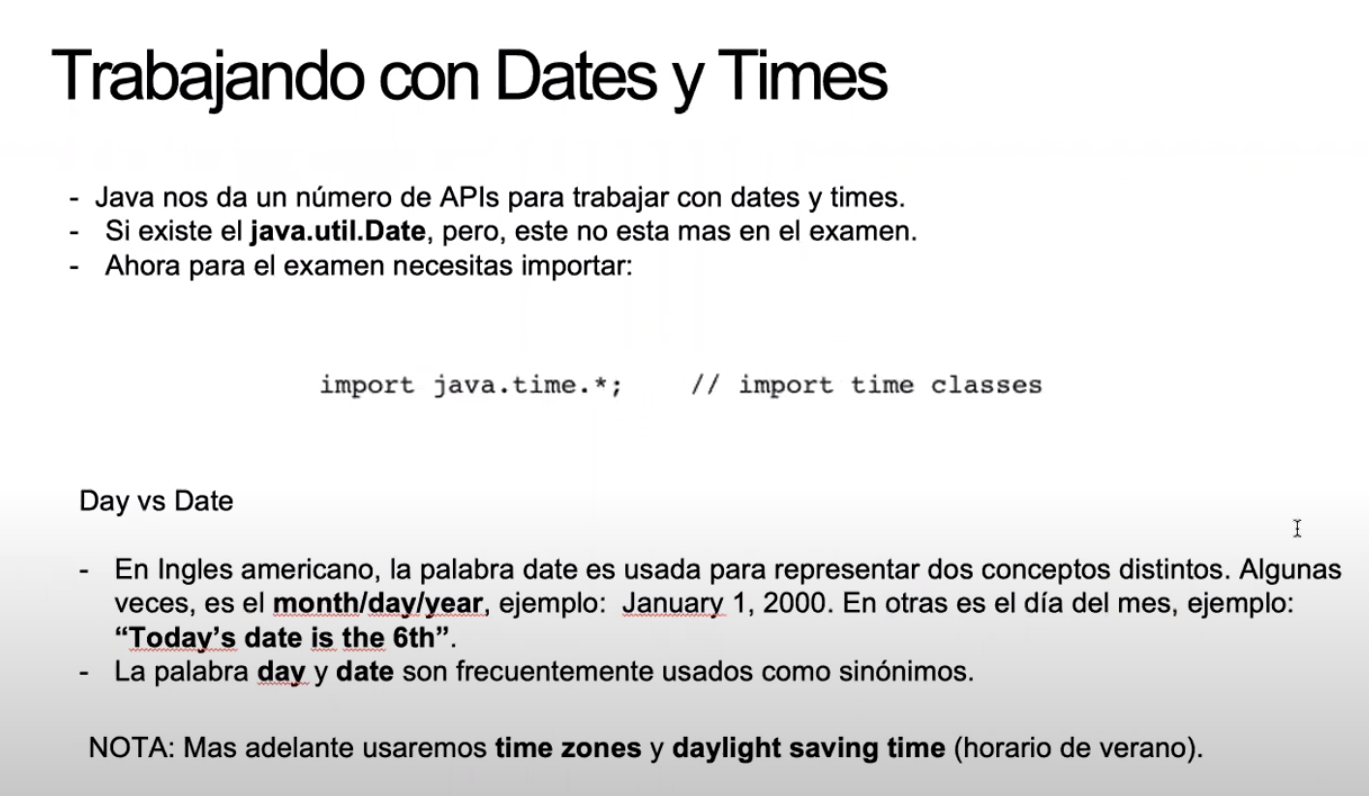 Trabajando con Dates y Times
- Java nos da un número de APIs para trabajar con dates y times.
- Si existe el java.util.Date, pero, este no esta mas en el examen.
- Ahora para el examen necesitas importar:
import java.time.*;    // import time classes
Day vs Date
- En Ingles americano, la palabra date es usada para representar dos conceptos distintos. Algunas
veces, es el month/day/year, ejemplo: January 1, 2000. En otras es el día del mes, ejemplo:
“Today’s date is the 6th”.
- La palabra day y date son frecuentemente usados como sinónimos.
NOTA: Mas adelante usaremos time zones y daylight saving time (horario de verano).